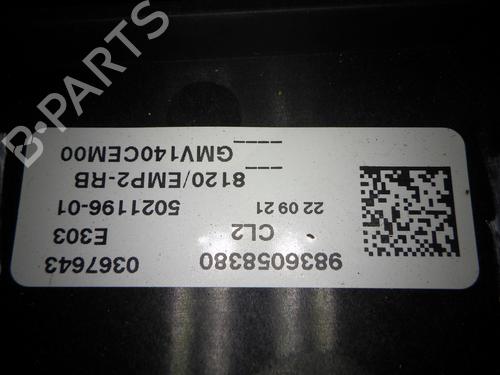 9836058380 0367643
CL2 E303
22 09 21 5021196-01
8120/EMP2-RB
GMV140CEM00
B-PARTS